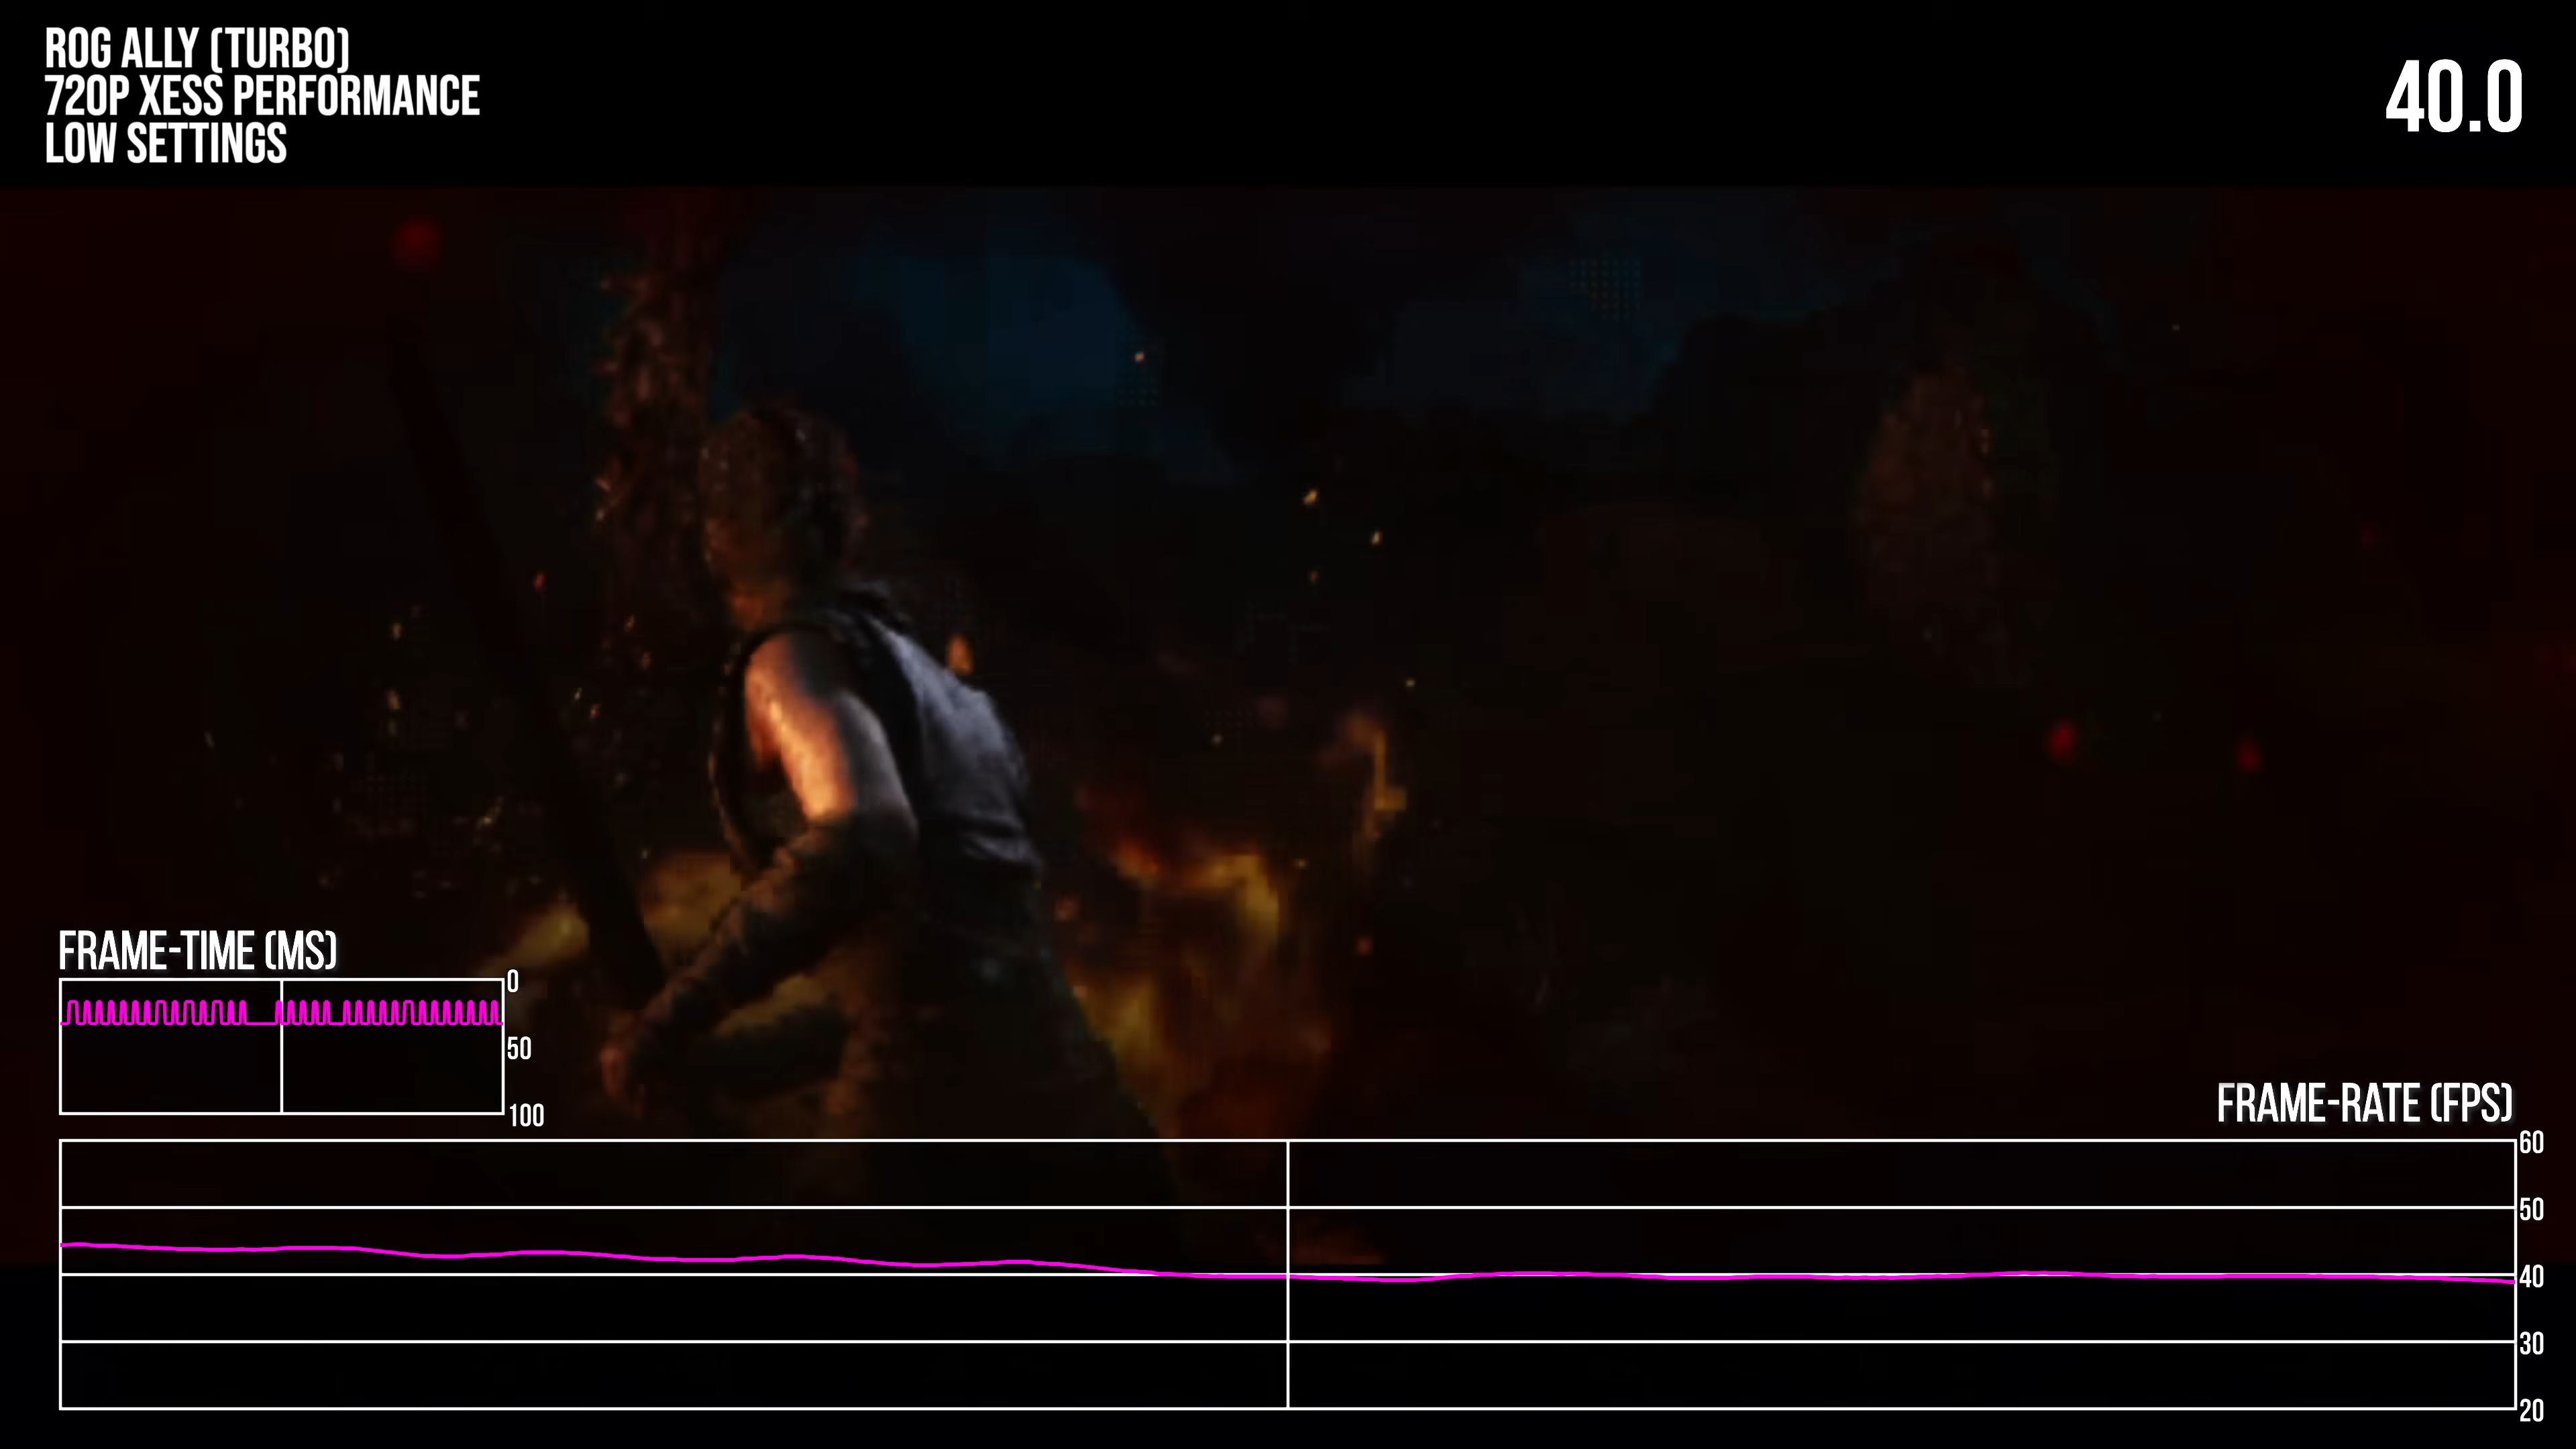 ROG ALLY (TURBO)
720P XESS PERFORMANCE
LOW SETTINGS
40.0
FRAME-TIME (MS)
0
50
100
FRAME-RATE (FPS)
60
50
40
30
20